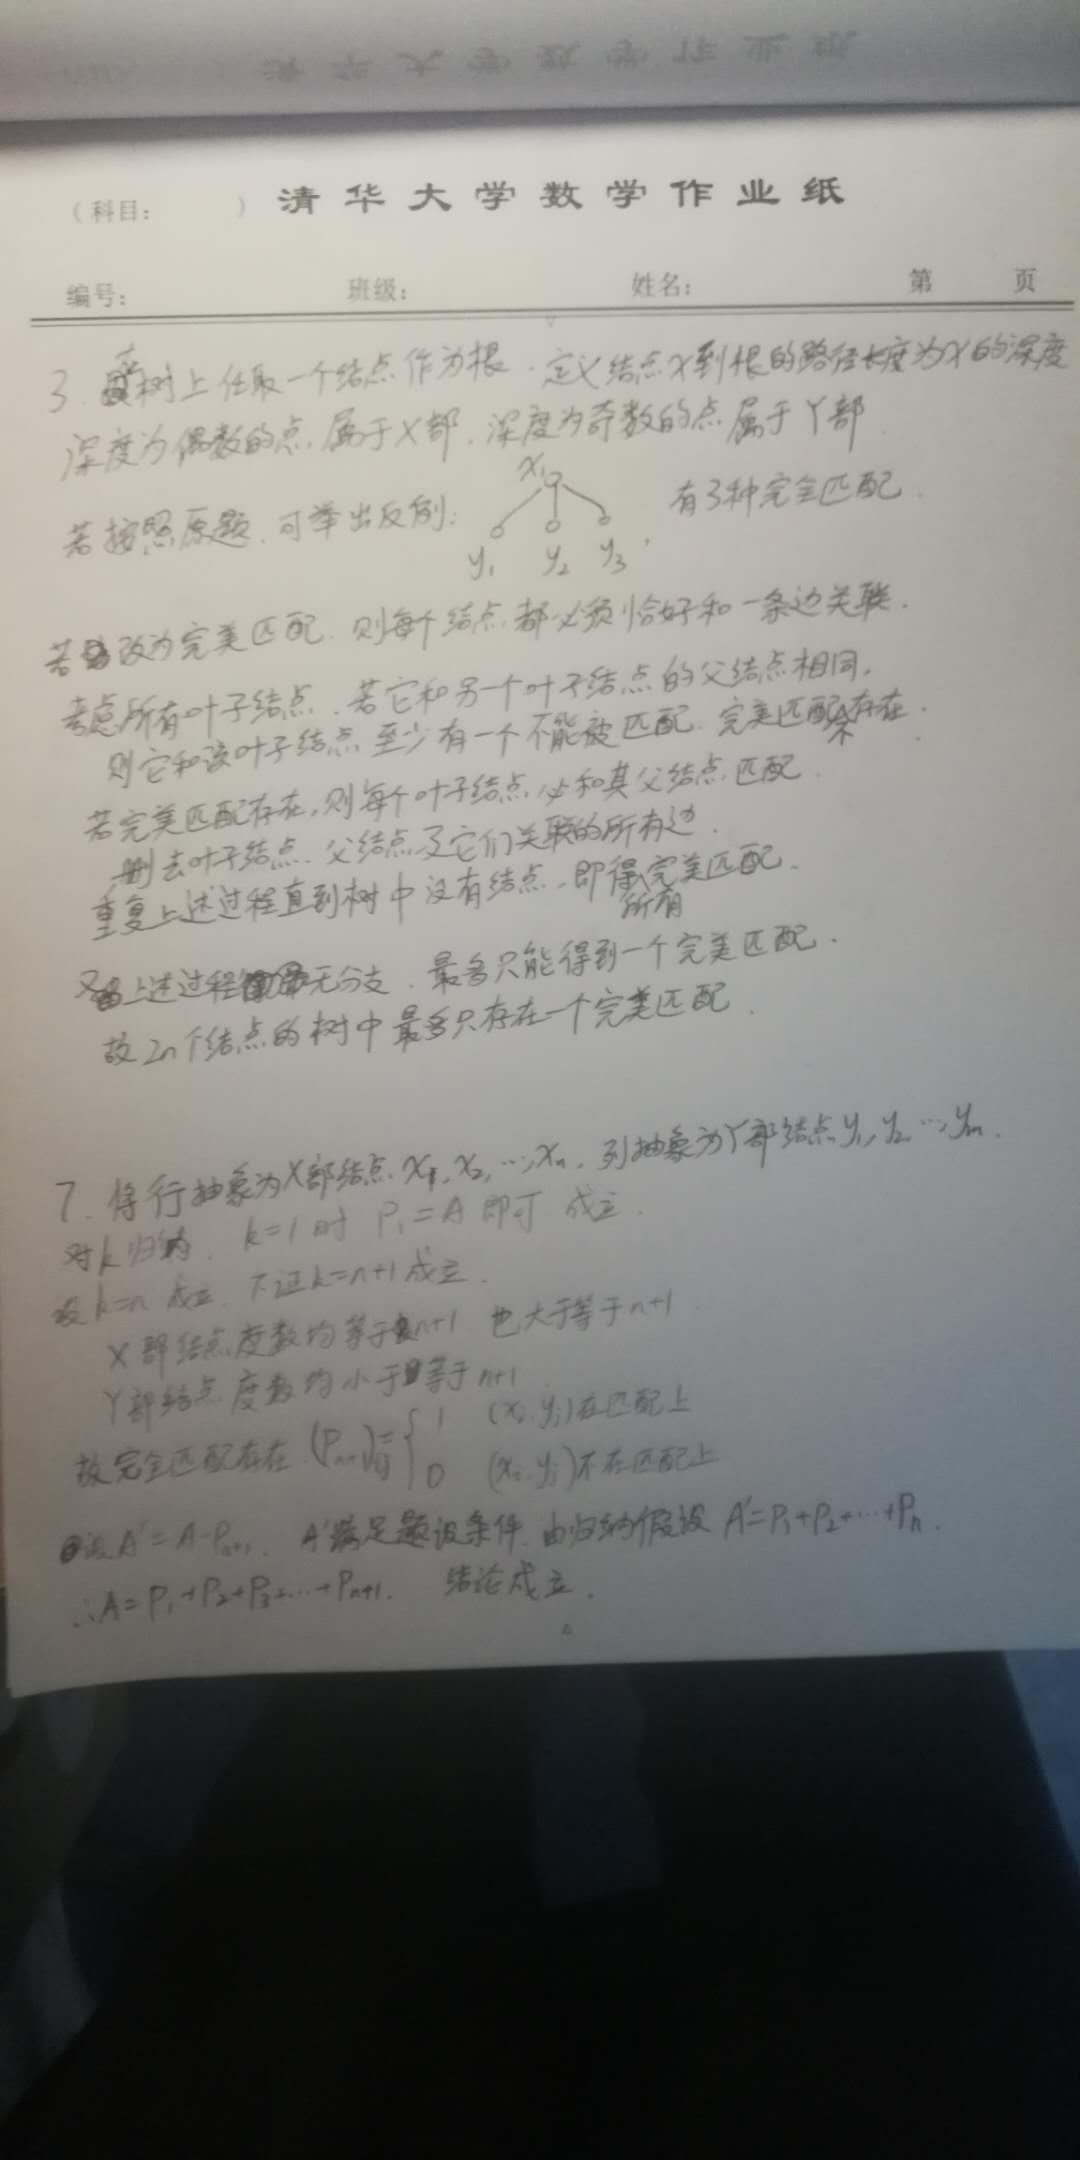 （科目： ） 清华大学数学作业纸
编号： 班级： 姓名： 第 页
3. 在树上任取一个结点作为根．定义结点x到根的路径长度为x的深度
深度为偶数的点属于X部，深度为奇数的点属于Y部．
若按照原题，可举出反例： x1 有3种完全匹配．
y1 y2 y3
若改为完美匹配，则每个结点都必须恰好和一条边关联．
考虑所有叶子结点，若它和另一个叶子结点的父结点相同，
则它和该叶子结点至少有一个不能被匹配．完美匹配不存在．
若完美匹配存在，则每个叶子结点必和其父结点匹配．
删去叶子结点、父结点及它们关联的所有边．
重复上述过程直到树中没有结点，即得所有完美匹配．
又上述过程无分支，最多只能得到一个完美匹配．
故2n个结点的树中最多只存在一个完美匹配．
7. 将行抽象为X部结点x1, x2, …, xn，列抽象为Y部结点y1, y2, …, ym．
对k归纳．k=1时 P1=A即可 成立．
设k=n成立，下证k=n+1成立．
X部结点度数均等于n+1 也大于等于n+1．
Y部结点度数均小于等于n+1
故完全匹配存在 (Pn+1)ij={ 1 (xi, yj)在匹配上
0 (xi, yj)不在匹配上
设A'=A-Pn+1． A'满足题设条件，由归纳假设 A'=P1+P2+…+Pn．
∴A=P1+P2+P3+…+Pn+1． 结论成立．